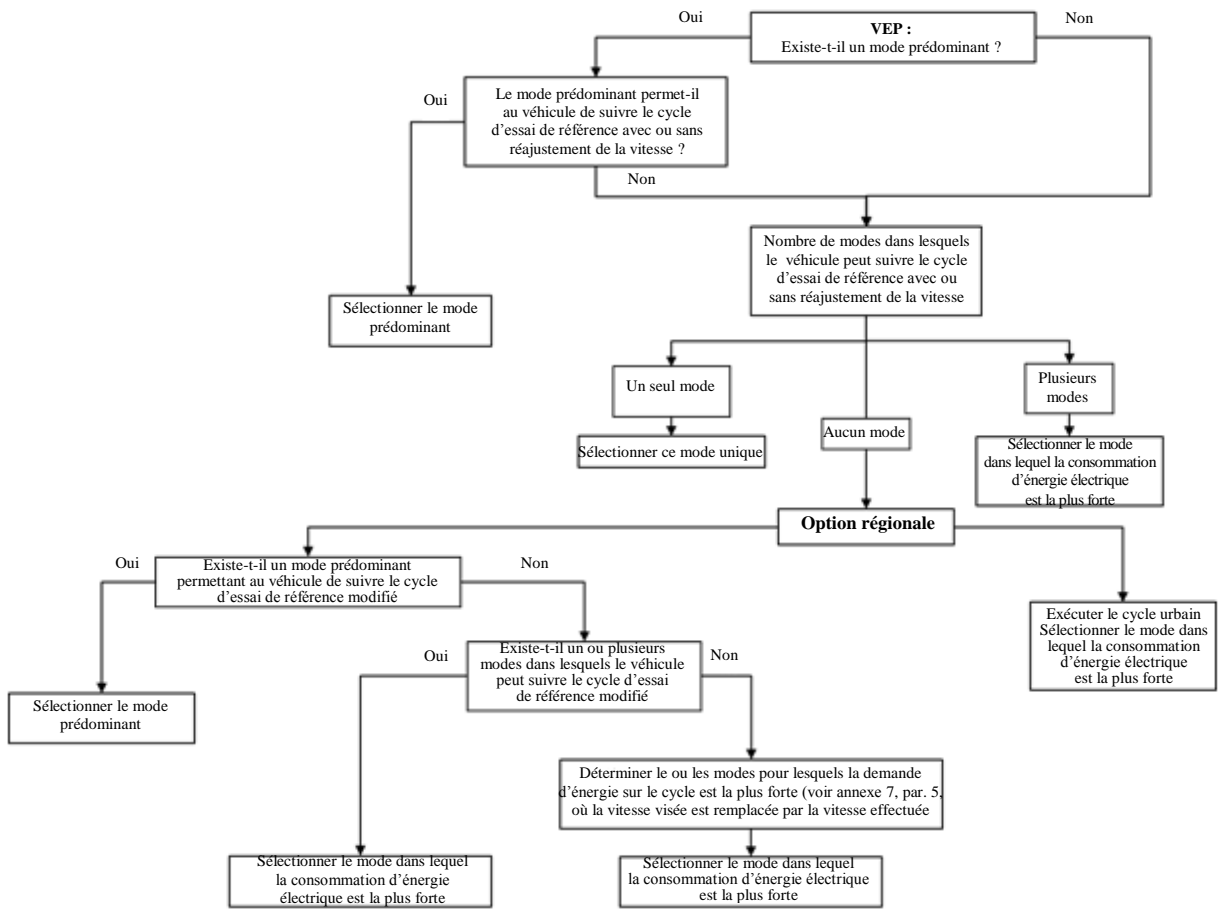 Oui
VEP :
Existe-t-il un mode prédominant ?
Non
Oui
Le mode prédominant permet-il
au véhicule de suivre le cycle
d’essai de référence avec ou sans
réajustement de la vitesse ?
Non
Nombre de modes dans lesquels
le véhicule peut suivre le cycle
d’essai de référence avec ou
sans réajustement de la vitesse
Sélectionner le mode
prédominant
Un seul mode
Plusieurs
modes
Aucun mode
Sélectionner ce mode unique
Sélectionner le mode
dans lequel la consommation
d’énergie électrique
est la plus forte
Option régionale
Oui
Existe-t-il un mode prédominant
permettant au véhicule de suivre le cycle
d’essai de référence modifié
Non
Exécuter le cycle urbain
Sélectionner le mode dans
lequel la consommation
d’énergie électrique
est la plus forte
Oui
Existe-t-il un ou plusieurs
modes dans lesquels le véhicule
peut suivre le cycle d’essai
de référence modifié
Non
Sélectionner le mode
prédominant
Déterminer le ou les modes pour lesquels la demande
d’énergie sur le cycle est la plus forte (voir annexe 7, par. 5,
où la vitesse visée est remplacée par la vitesse effectuée
Sélectionner le mode dans lequel
la consommation d’énergie
électrique est la plus forte
Sélectionner le mode dans lequel
la consommation d’énergie électrique
est la plus forte